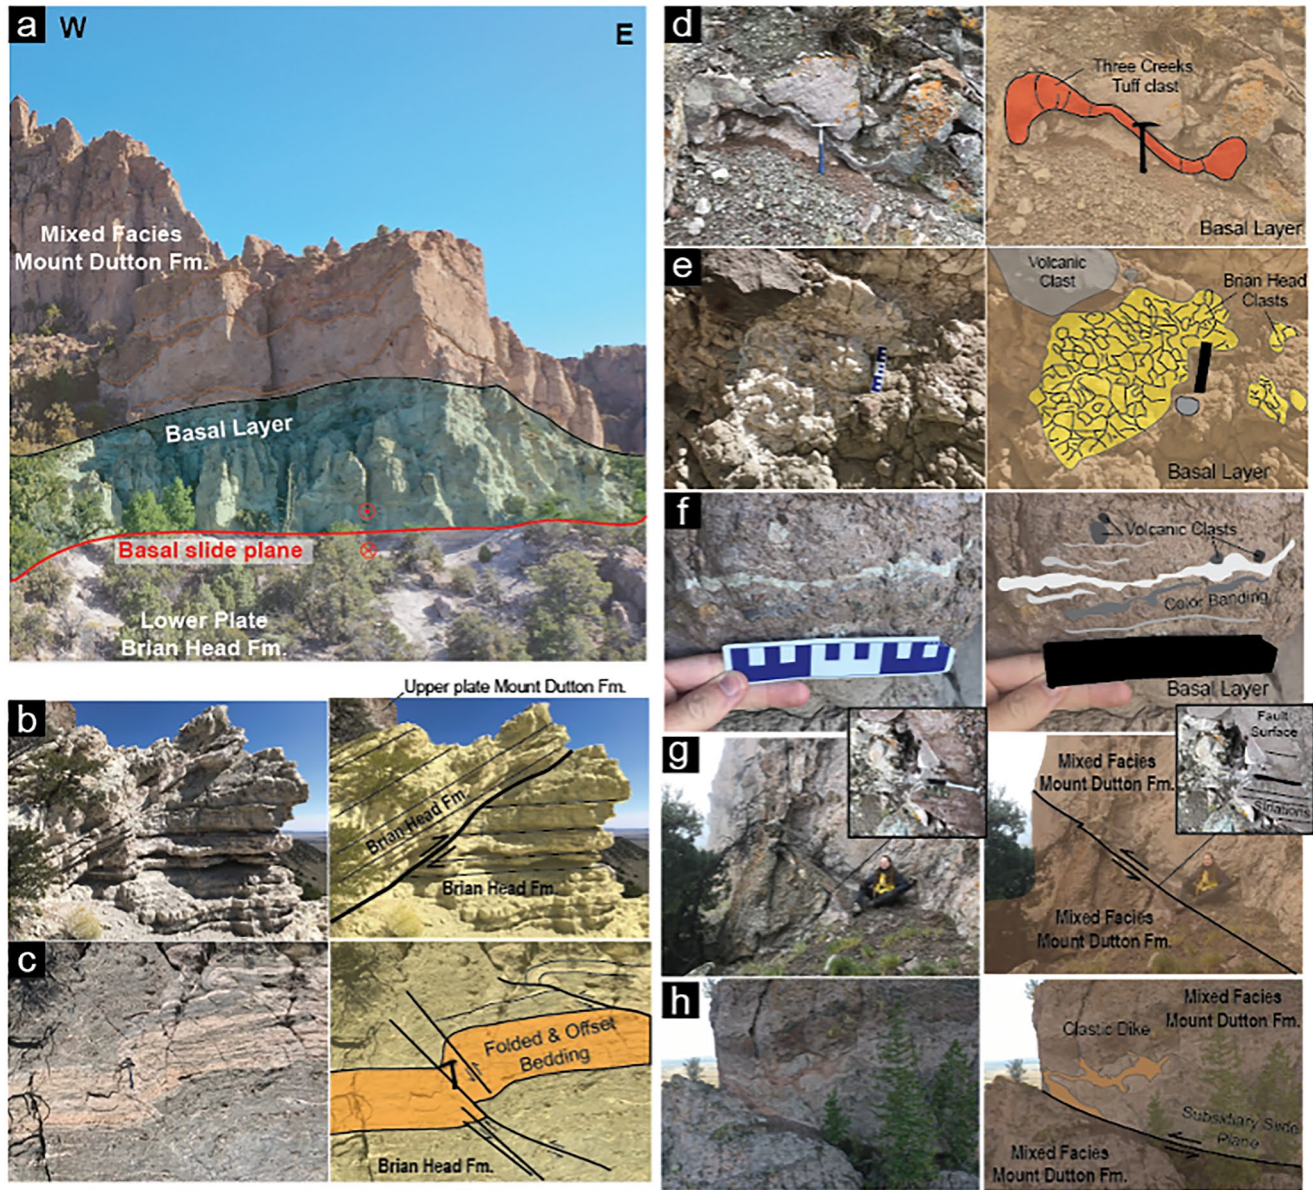 a W
E
Mixed Facies
Mount Dutton Fm.
Basal Layer
Basal slide plane
Lower Plate
Brian Head Fm.
b
Upper plate Mount Dutton Fm.
Brian Head Fm.
Brian Head Fm.
c
Folded & Offset
Bedding
Brian Head Fm.
d
Three Creeks
Tuff clast
Basal Layer
e
Volcanic
Clast
Brian Head
Clasts
Basal Layer
f
Volcanic Clasts
Color Banding
Basal Layer
g
Mixed Facies
Mount Dutton Fm.
Fault
Surface
Striations
Mixed Facies
Mount Dutton Fm.
h
Mixed Facies
Mount Dutton Fm.
Clastic Dike
Subsidiary Slide
Plane
Mixed Facies
Mount Dutton Fm.